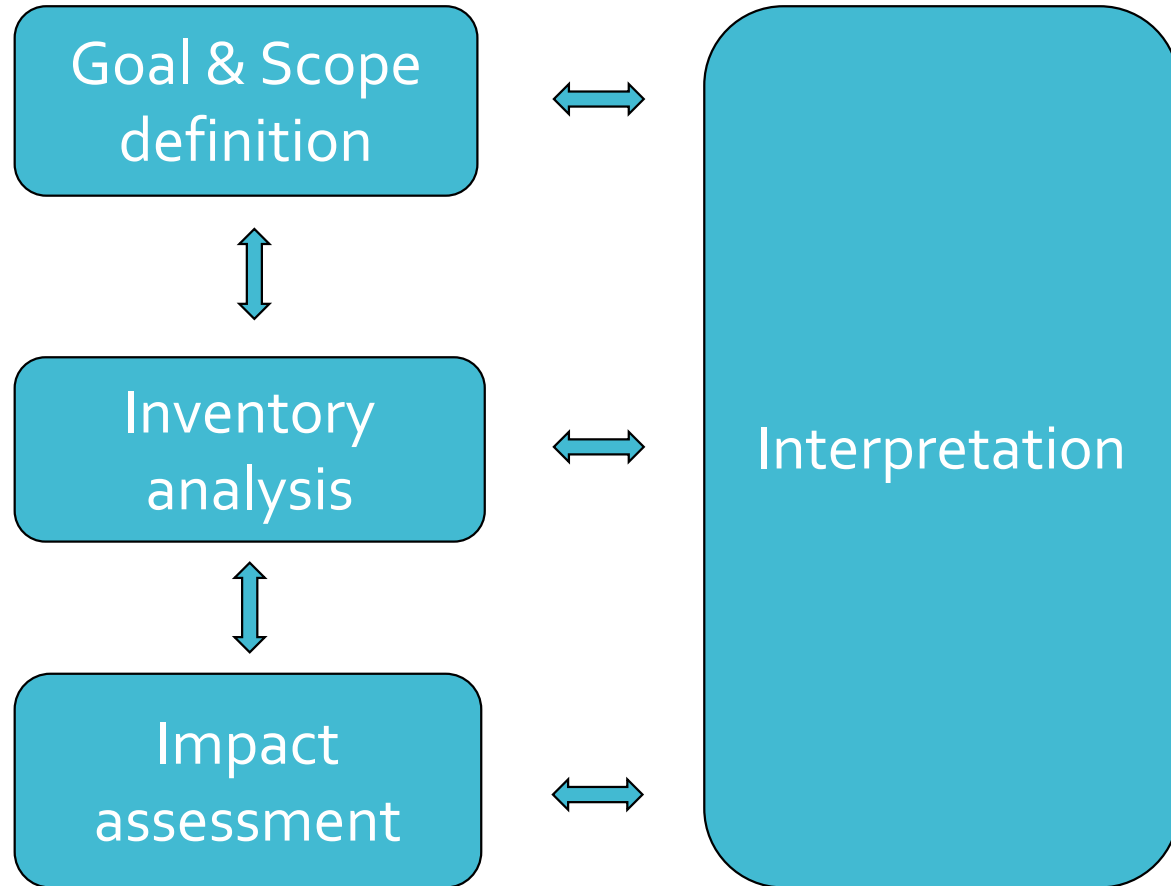 Goal & Scope
definition
Inventory
analysis
Interpretation
Impact
assessment